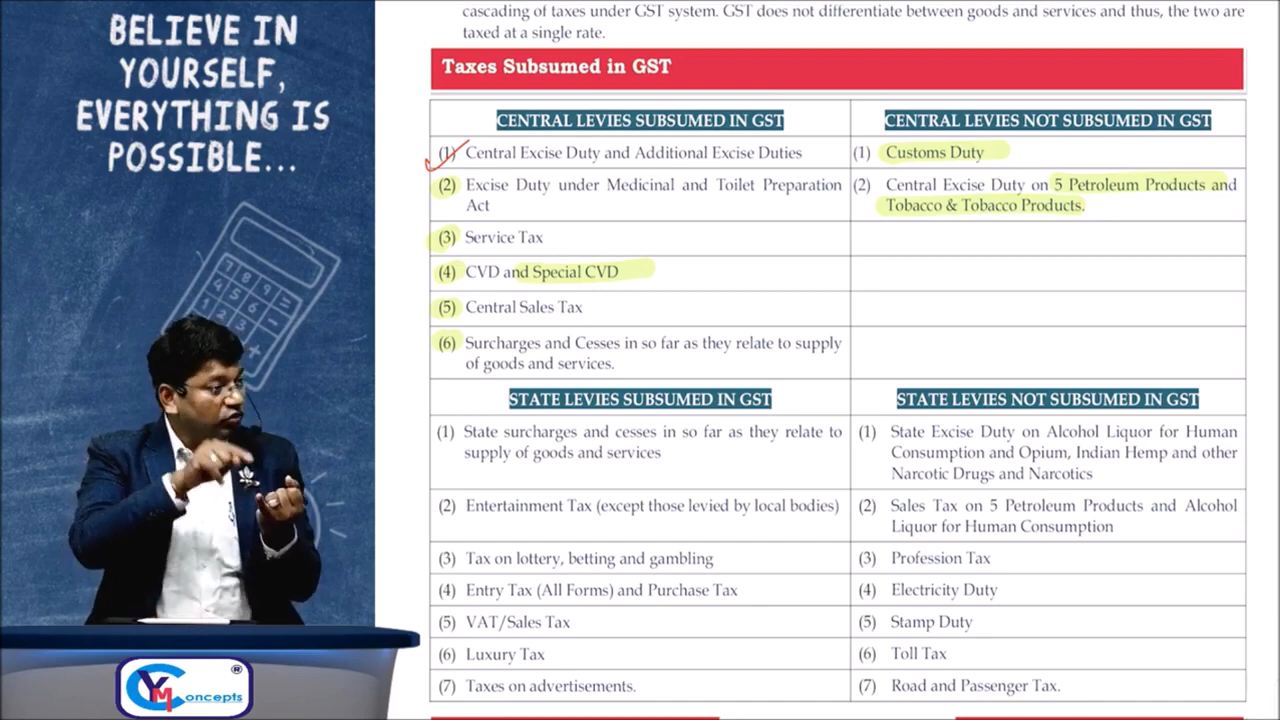 BELIEVE IN
YOURSELF,
EVERYTHING IS
POSSIBLE...
7 8 9 =
4 5 6 -
1 2 3 +
YM Concepts ®
cascading of taxes under GST system. GST does not differentiate between goods and services and thus, the two are
taxed at a single rate.
Taxes Subsumed in GST
CENTRAL LEVIES SUBSUMED IN GST
CENTRAL LEVIES NOT SUBSUMED IN GST
(1) Central Excise Duty and Additional Excise Duties
(1) Customs Duty
(2) Excise Duty under Medicinal and Toilet Preparation
Act
(2) Central Excise Duty on 5 Petroleum Products and
Tobacco & Tobacco Products.
(3) Service Tax
(4) CVD and Special CVD
(5) Central Sales Tax
(6) Surcharges and Cesses in so far as they relate to supply
of goods and services.
STATE LEVIES SUBSUMED IN GST
STATE LEVIES NOT SUBSUMED IN GST
(1) State surcharges and cesses in so far as they relate to
supply of goods and services
(1) State Excise Duty on Alcohol Liquor for Human
Consumption and Opium, Indian Hemp and other
Narcotic Drugs and Narcotics
(2) Entertainment Tax (except those levied by local bodies)
(2) Sales Tax on 5 Petroleum Products and Alcohol
Liquor for Human Consumption
(3) Tax on lottery, betting and gambling
(3) Profession Tax
(4) Entry Tax (All Forms) and Purchase Tax
(4) Electricity Duty
(5) VAT/Sales Tax
(5) Stamp Duty
(6) Luxury Tax
(6) Toll Tax
(7) Taxes on advertisements.
(7) Road and Passenger Tax.